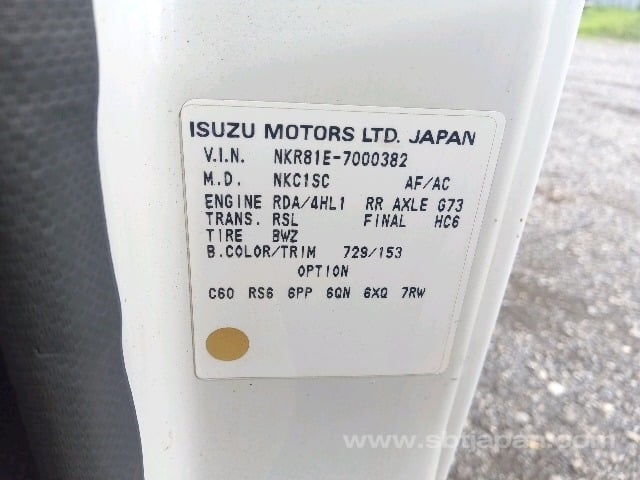 ISUZU MOTORS LTD. JAPAN
V.I.N. NKR81E-7000382
M.D. NKC1SC AF/AC
ENGINE RDA/4HL1 RR AXLE G73
TRANS. RSL FINAL HC6
TIRE BWZ
B.COLOR/TRIM 729/153
OPTION
C60 RS6 6PP 6QN 6XQ 7RW
www.sbtjapan.com